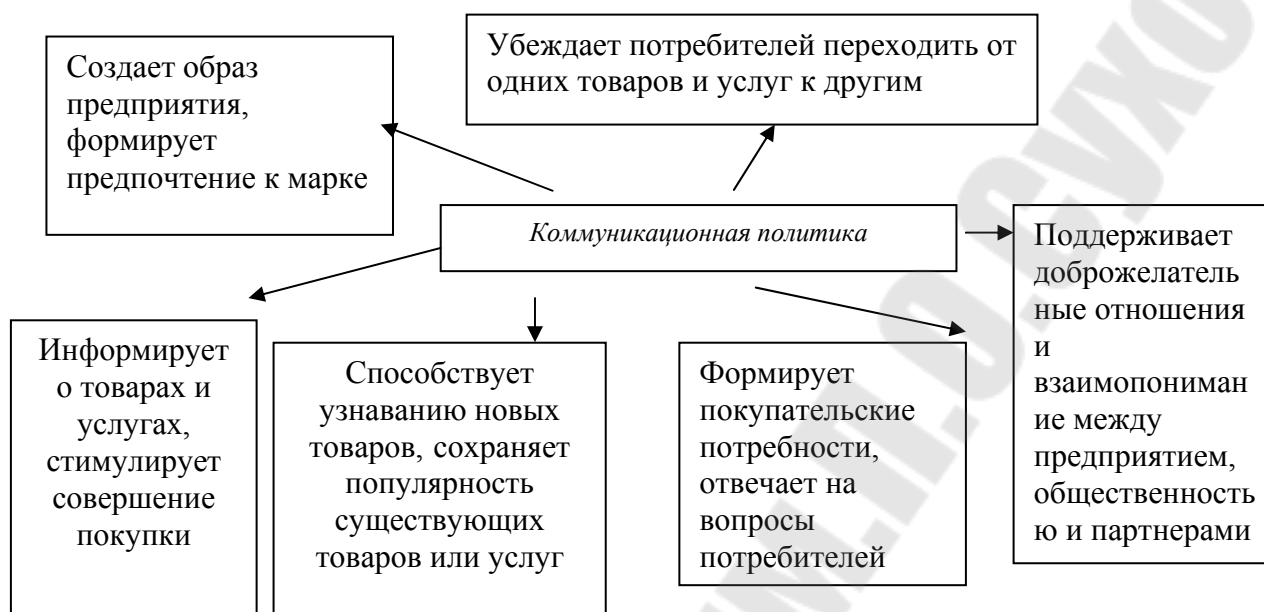 Создает образ
предприятия,
формирует
предпочтение к марке
Убеждает потребителей переходить от
одних товаров и услуг к другим
Коммуникационная политика
Поддерживает
доброжелатель
ные отношения
и
взаимопониман
ие между
предприятием,
общественность
ю и партнерами
Информирует
о товарах и
услугах,
стимулирует
совершение
покупки
Способствует
узнаванию новых
товаров, сохраняет
популярность
существующих
товаров или услуг
Формирует
покупательские
потребности,
отвечает на
вопросы
потребителей